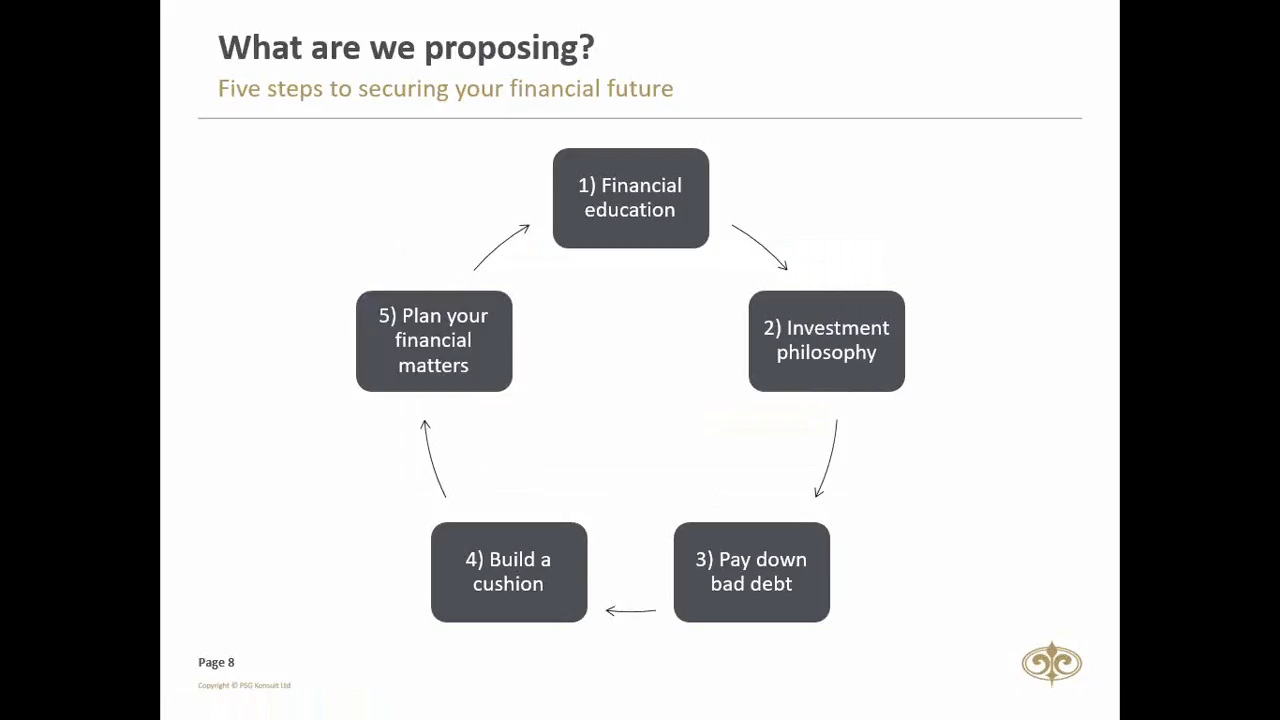 What are we proposing?
Five steps to securing your financial future
1) Financial
education
2) Investment
philosophy
3) Pay down
bad debt
4) Build a
cushion
5) Plan your
financial
matters
Page 8
Copyright © PSG Konsult Ltd